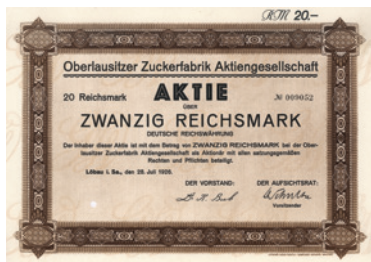 RM 20.—
Oberlausitzer Zuckerfabrik Aktiengesellschaft
20 Reichsmark AKTIE № 009052
ÜBER
ZWANZIG REICHSMARK
DEUTSCHE REICHSWÄHRUNG
Der Inhaber dieser Aktie ist mit dem Betrag von ZWANZIG REICHSMARK bei der Ober-
lausitzer Zuckerfabrik Aktiengesellschaft als Aktionär mit allen satzungsgemäßen
Rechten und Pflichten beteiligt.
Löbau i. Sa., den 28. Juli 1928.
DER VORSTAND: DER AUFSICHTSRAT:
Vorsitzender